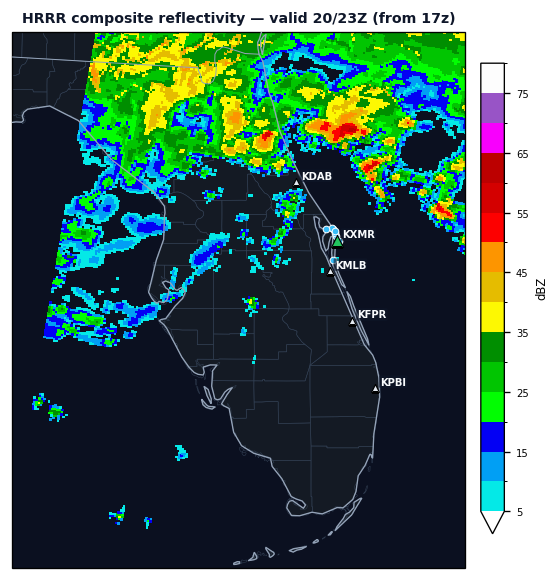 HRRR composite reflectivity — valid 20/23Z (from 17z)
KDAB
KXMR
KMLB
KFPR
KPBI
75
65
55
45
35
25
15
5
dBZ